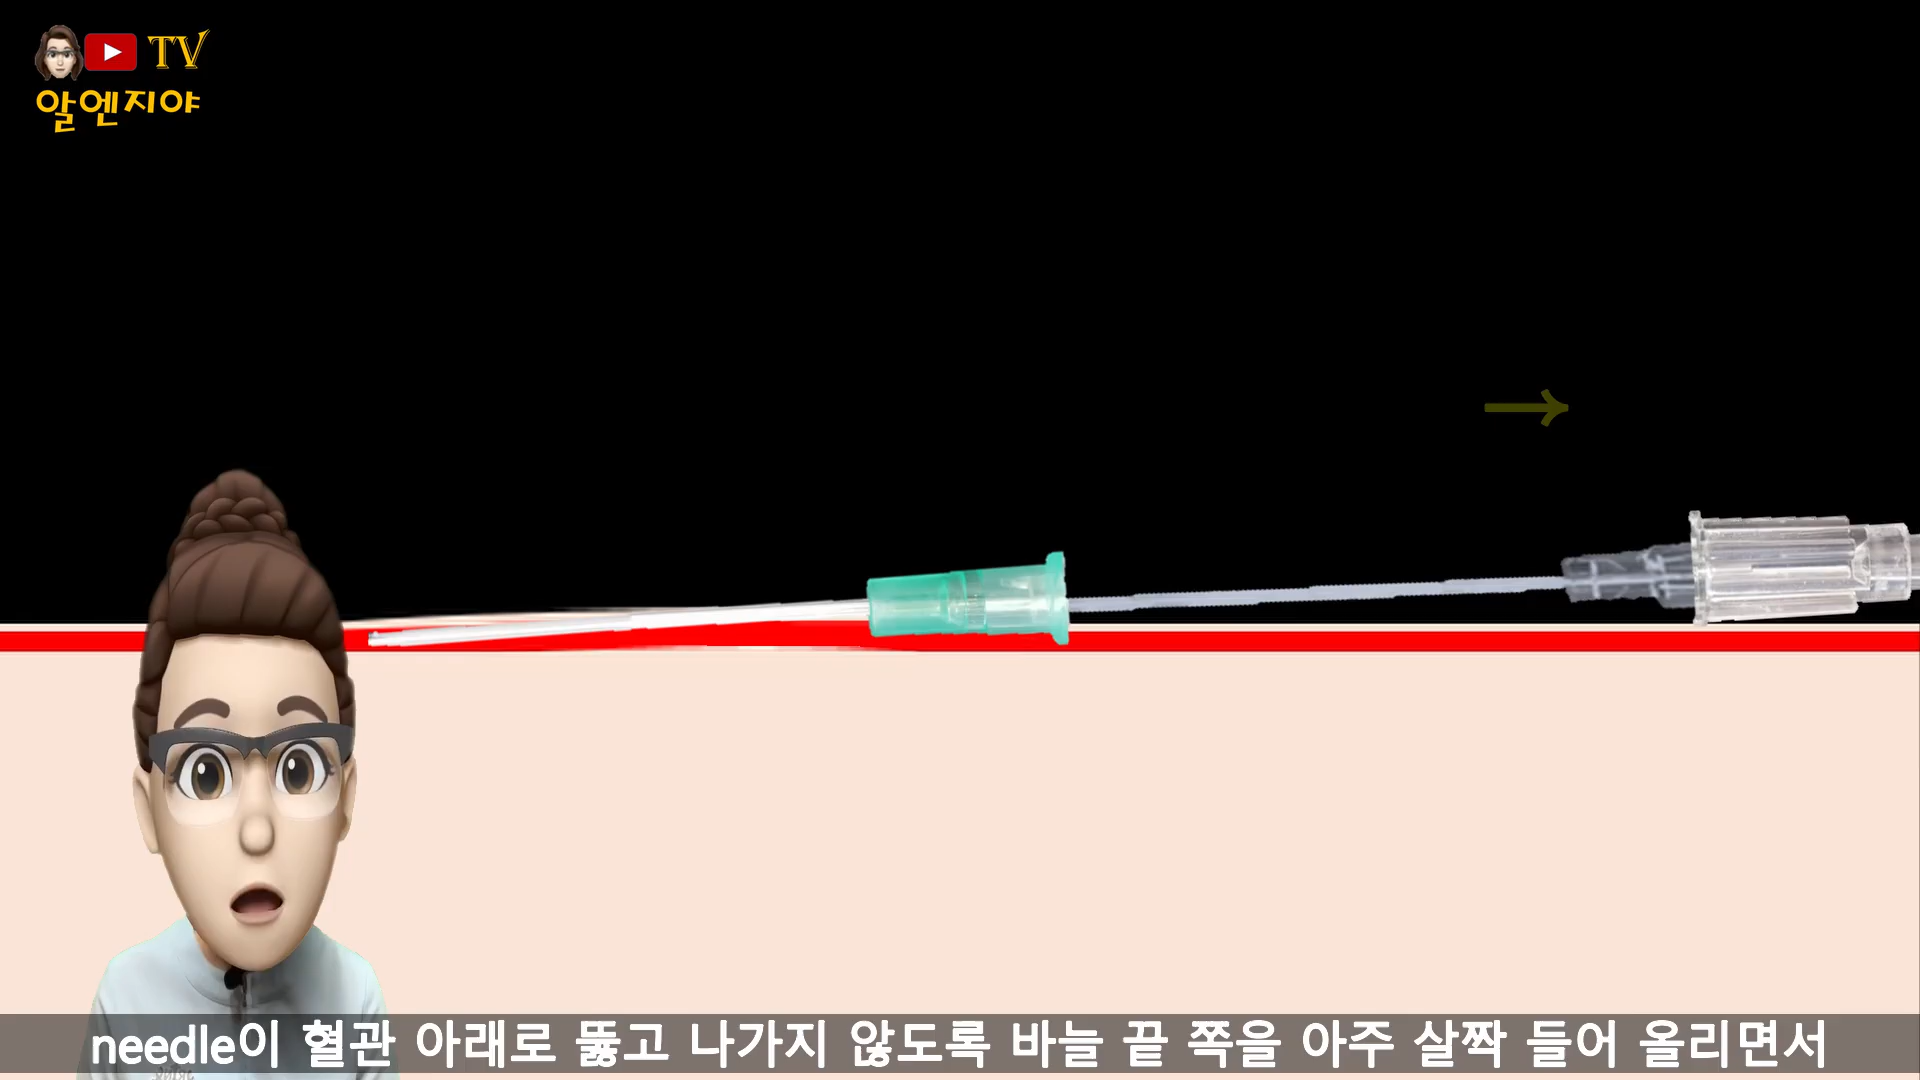 TV
알엔지야
needle이 혈관 아래로 뚫고 나가지 않도록 바늘 끝 쪽을 아주 살짝 들어 올리면서